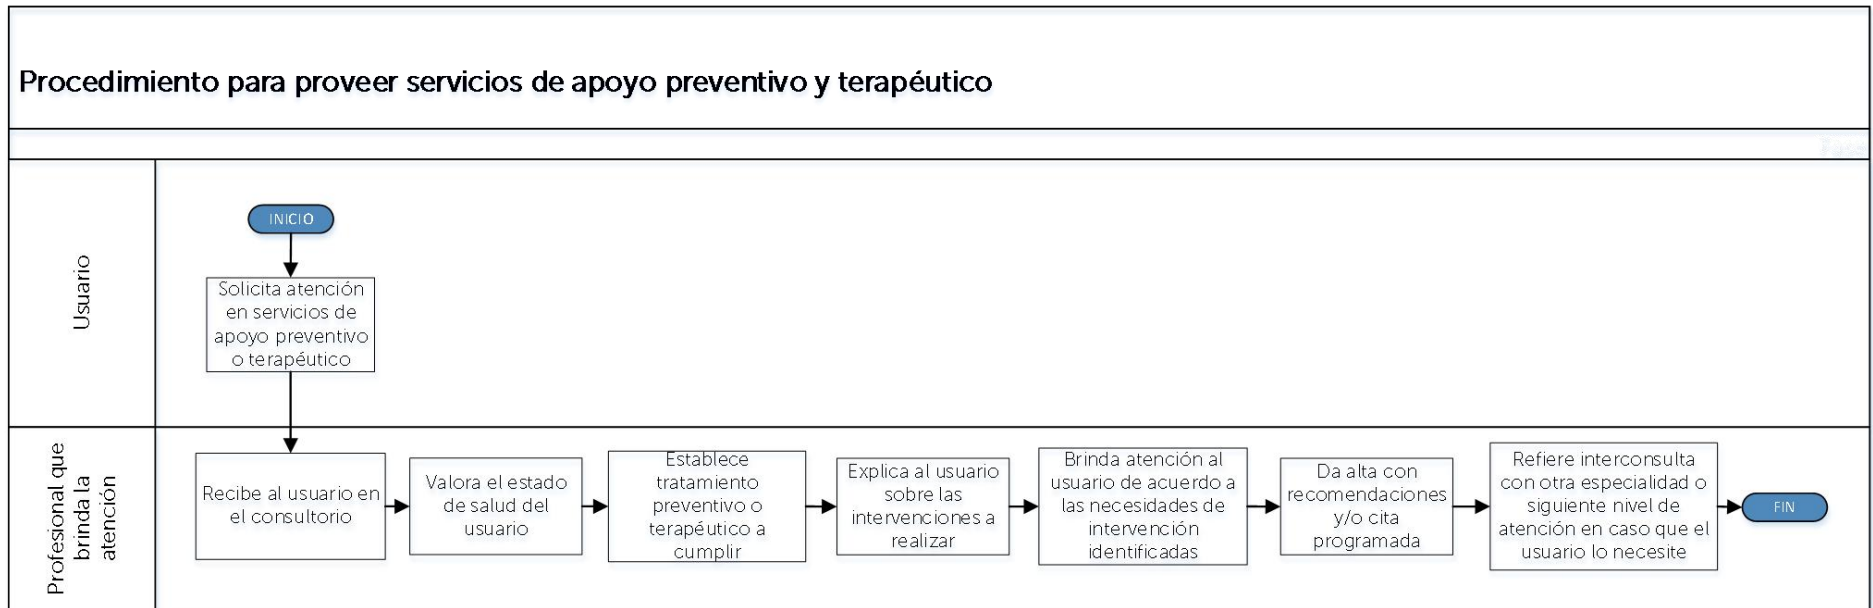 Procedimiento para proveer servicios de apoyo preventivo y terapéutico
Fase
Usuario
INICIO
Solicita atención
en servicios de
apoyo preventivo
o terapéutico
Profesional que
brinda la
atención
Recibe al usuario en
el consultorio
Valora el estado
de salud del
usuario
Establece
tratamiento
preventivo o
terapéutico a
cumplir
Explica al usuario
sobre las
intervenciones a
realizar
Brinda atención al
usuario de acuerdo a
las necesidades de
intervención
identificadas
Da alta con
recomendaciones
y/o cita
programada
Refiere interconsulta
con otra especialidad o
siguiente nivel de
atención en caso que el
usuario lo necesite
FIN